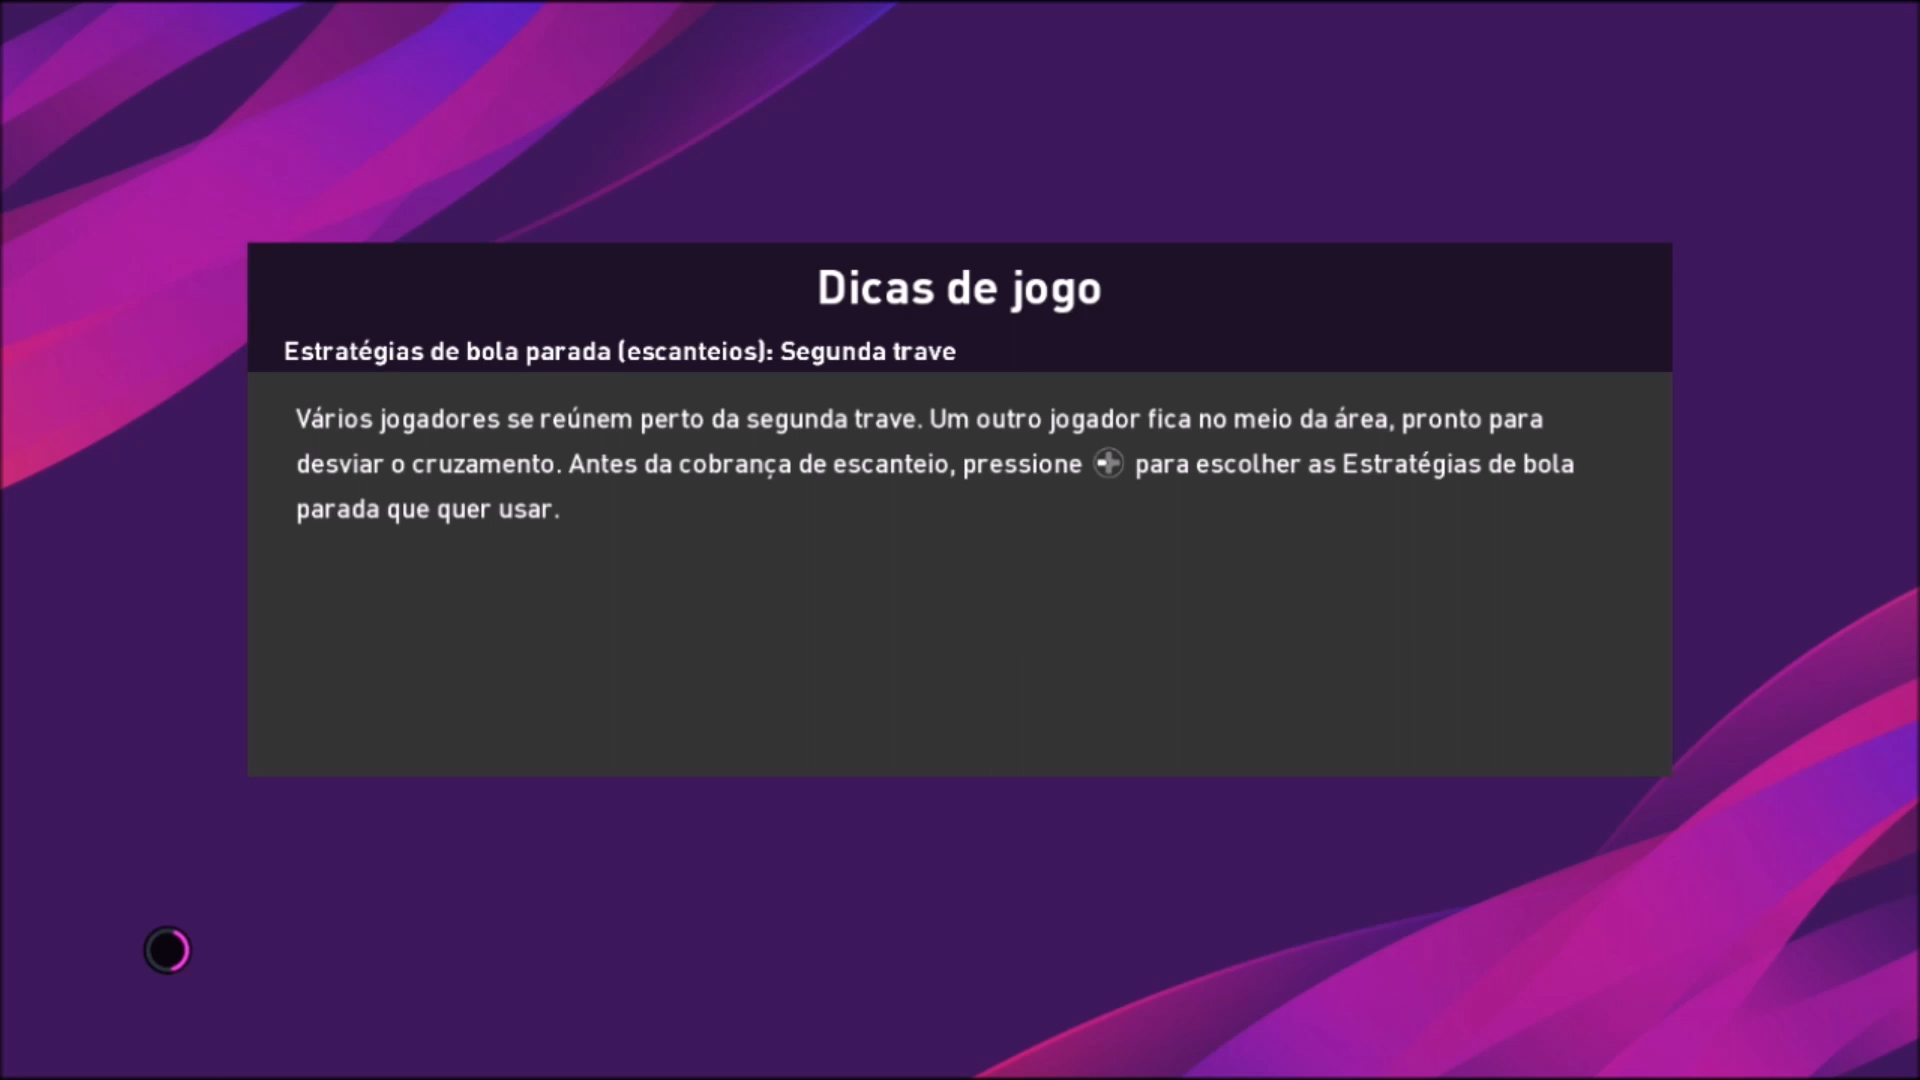 Dicas de jogo
Estratégias de bola parada (escanteios): Segunda trave
Vários jogadores se reúnem perto da segunda trave. Um outro jogador fica no meio da área, pronto para
desviar o cruzamento. Antes da cobrança de escanteio, pressione para escolher as Estratégias de bola
parada que quer usar.